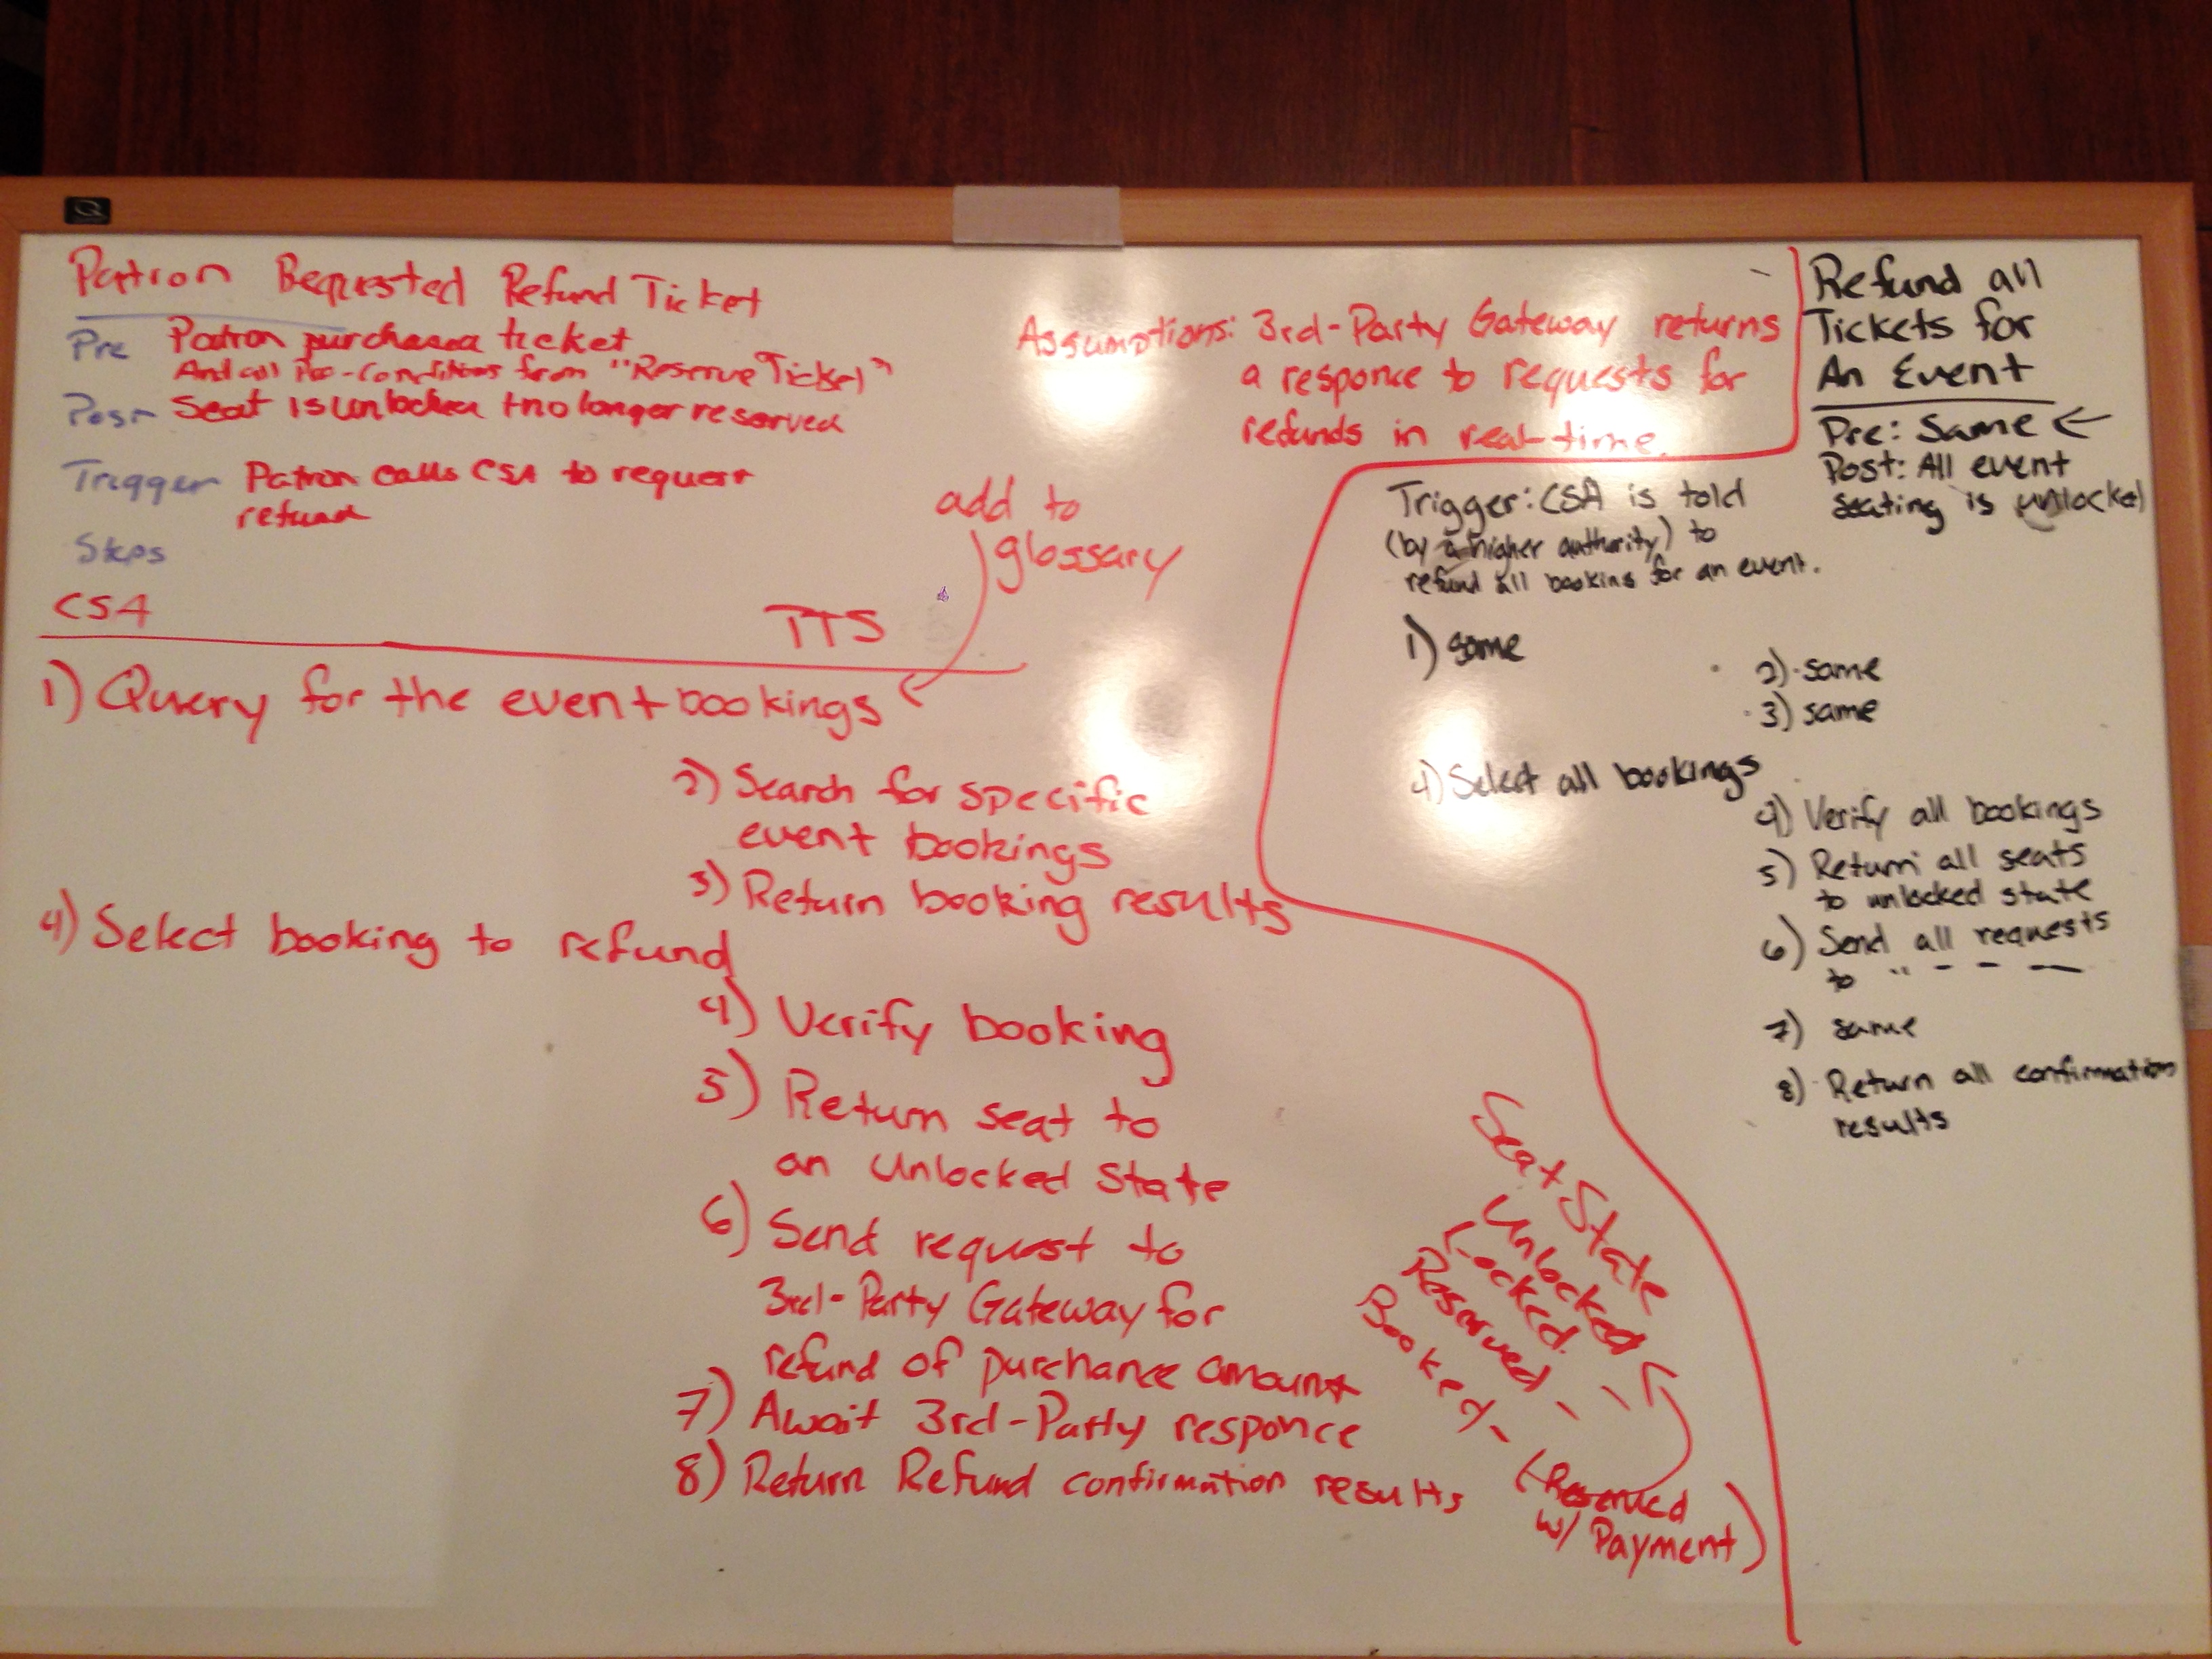 Patron Requested Refund Ticket
Pre Patron purchased ticket
And all Pre-conditions from "Reserve Ticket"
Post Seat is unlocked + no longer reserved
Trigger Patron calls CSA to request
refund
Steps
CSA TTS
add to
glossary
1) Query for the event bookings
2) Search for specific
event bookings
3) Return booking results
4) Select booking to refund
4) Verify booking
5) Return seat to
an Unlocked State
6) Send request to
3rd-Party Gateway for
refund of purchance amount
7) Await 3rd-Party responce
8) Return Refund confirmation results
Assumptions: 3rd-Party Gateway returns
a responce to requests for
refunds in real-time.
Seat State
Unlocked
Locked
Reserved -
Booked -
(Reserved
w/ Payment)
Refund all
Tickets for
An Event
Pre: Same ←
Post: All event
seating is unlocked
Trigger: CSA is told
(by a higher authority) to
refund all bookins for an event.
1) same
2) same
3) same
4) Select all bookings
4) Verify all bookings
5) Return all seats
to unlocked state
6) Send all requests
to " - - —
7) same
8) Return all confirmation
results